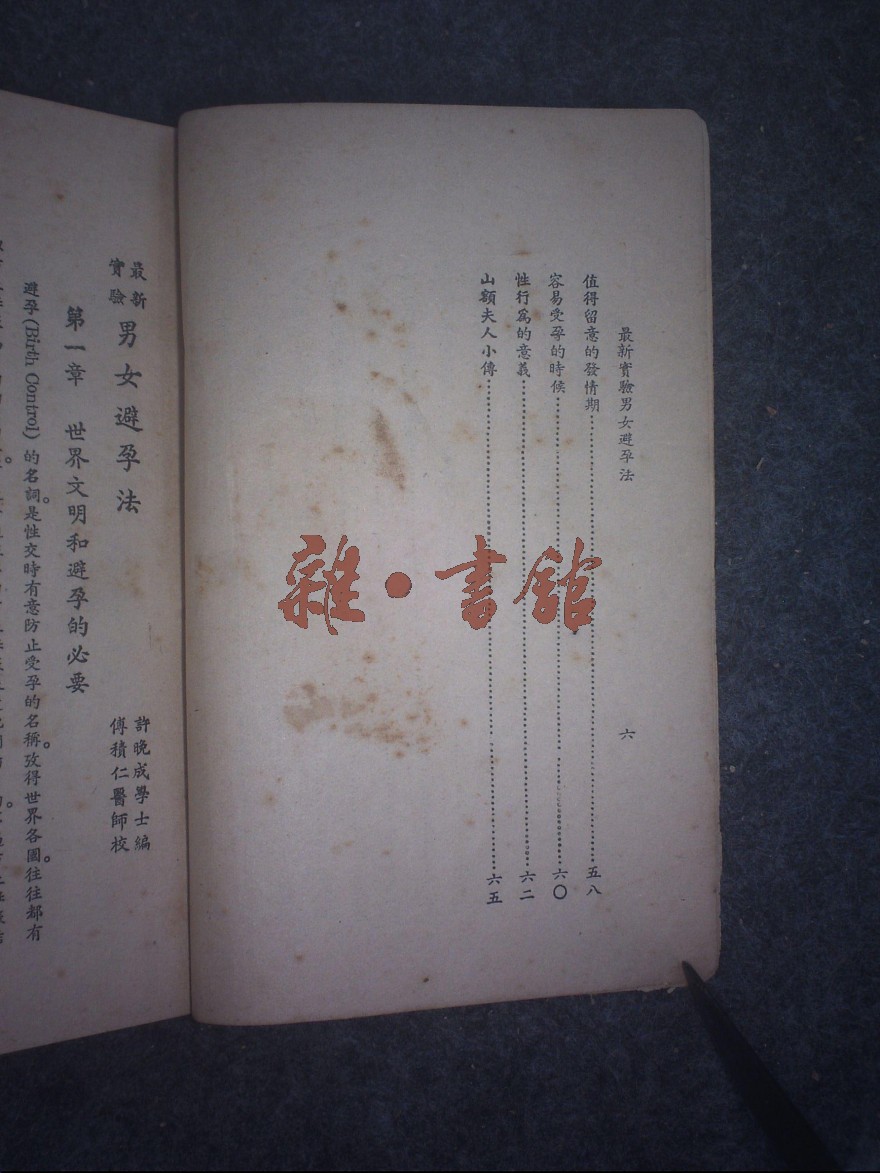 最新實驗男女避孕法
六
值得留意的發情期……五八
容易受孕的時候……六〇
性行爲的意義……六二
山額夫人小傳……六五
雜•書館
最新實驗 男女避孕法
許晚成學士編
傅積仁醫師校
第一章 世界文明和避孕的必要
避孕(Birth Control)的名詞。是性交時有意防止受孕的名稱。攷得世界各國。往往都有